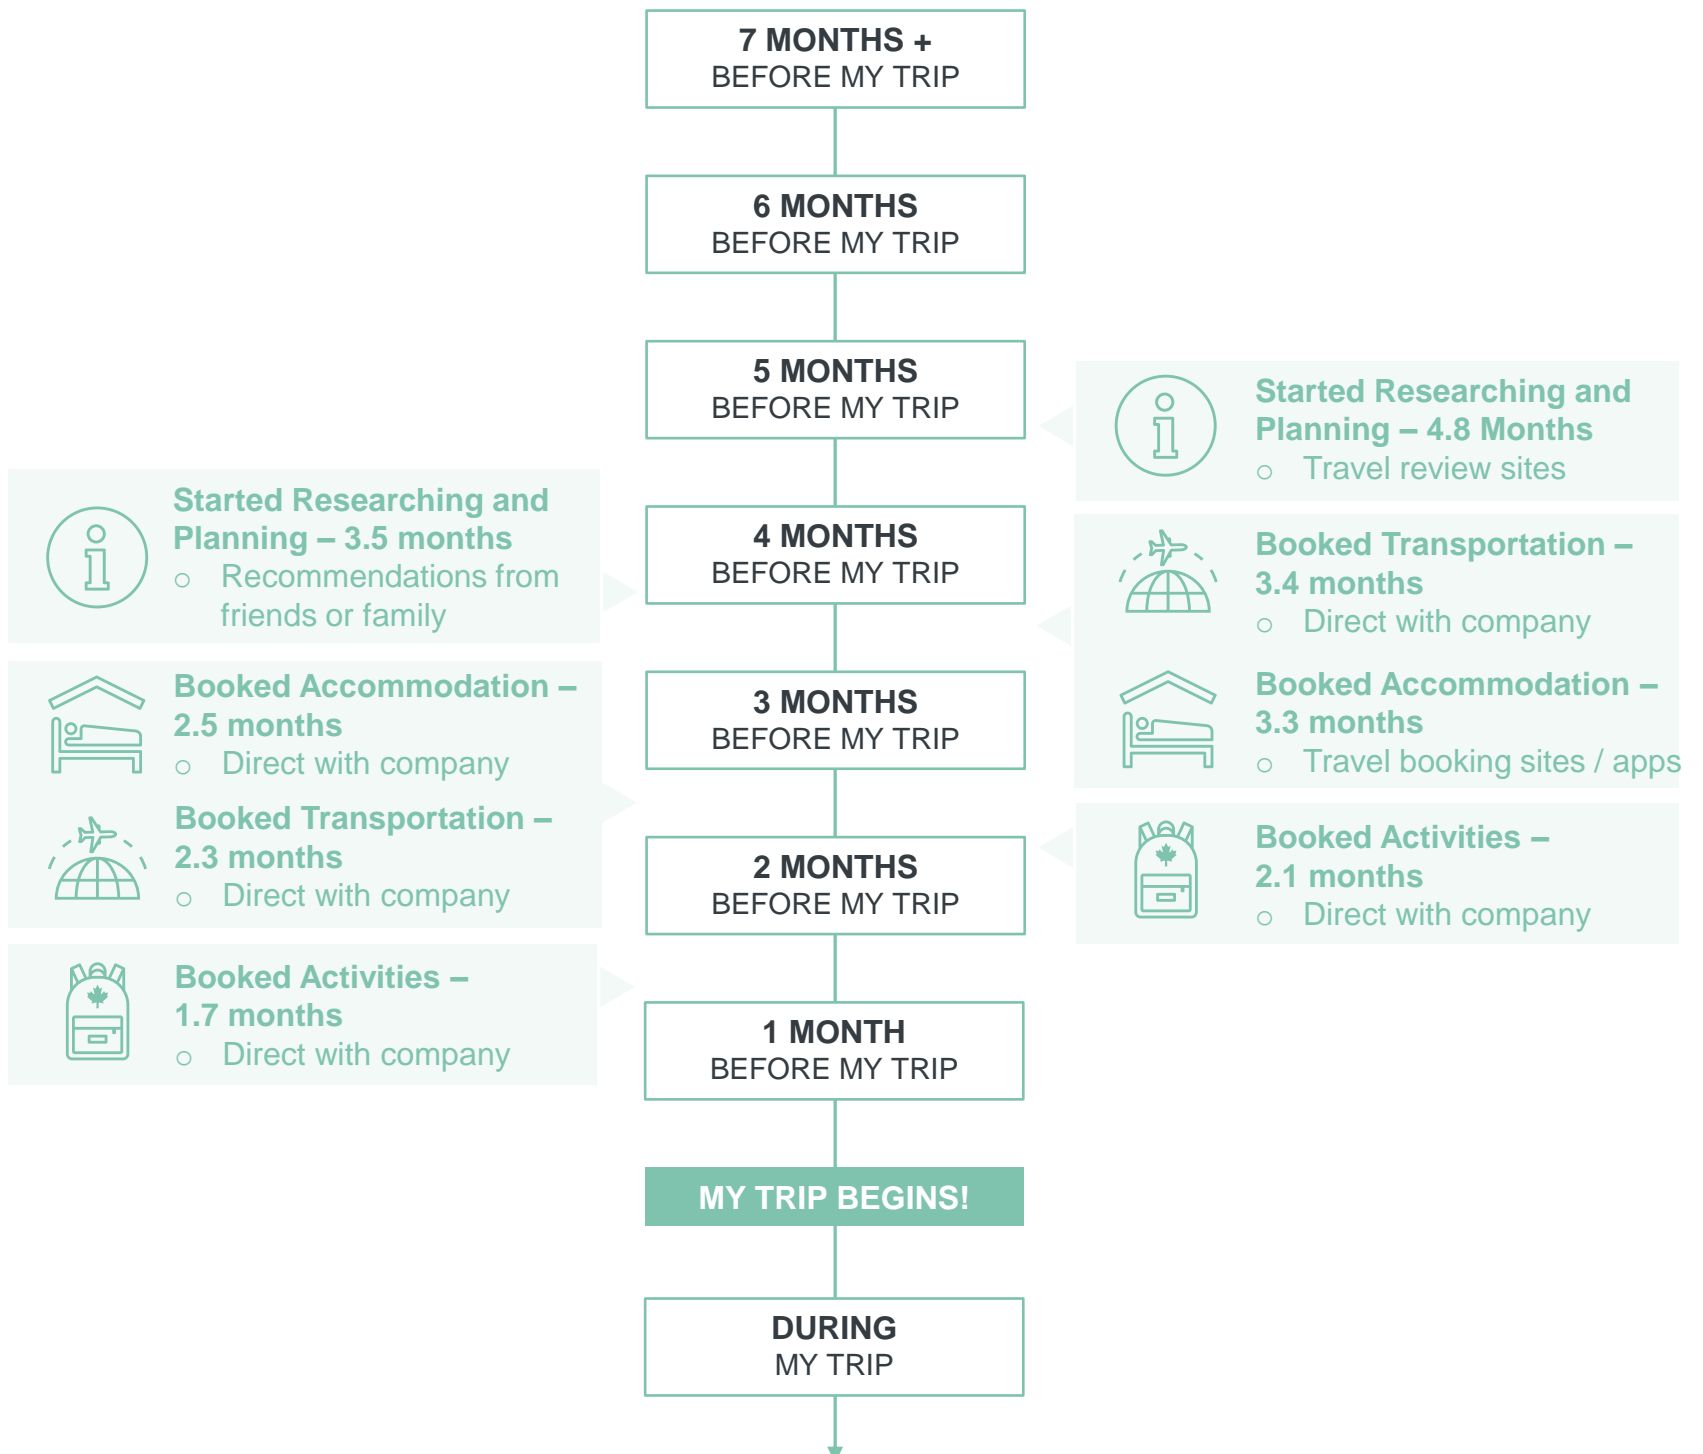 7 MONTHS +
BEFORE MY TRIP
6 MONTHS
BEFORE MY TRIP
5 MONTHS
BEFORE MY TRIP
Started Researching and
Planning – 4.8 Months
○ Travel review sites
Started Researching and
Planning – 3.5 months
○ Recommendations from
friends or family
4 MONTHS
BEFORE MY TRIP
Booked Transportation –
3.4 months
○ Direct with company
Booked Accommodation –
2.5 months
○ Direct with company
3 MONTHS
BEFORE MY TRIP
Booked Accommodation –
3.3 months
○ Travel booking sites / apps
Booked Transportation –
2.3 months
○ Direct with company
2 MONTHS
BEFORE MY TRIP
Booked Activities –
2.1 months
○ Direct with company
Booked Activities –
1.7 months
○ Direct with company
1 MONTH
BEFORE MY TRIP
MY TRIP BEGINS!
DURING
MY TRIP